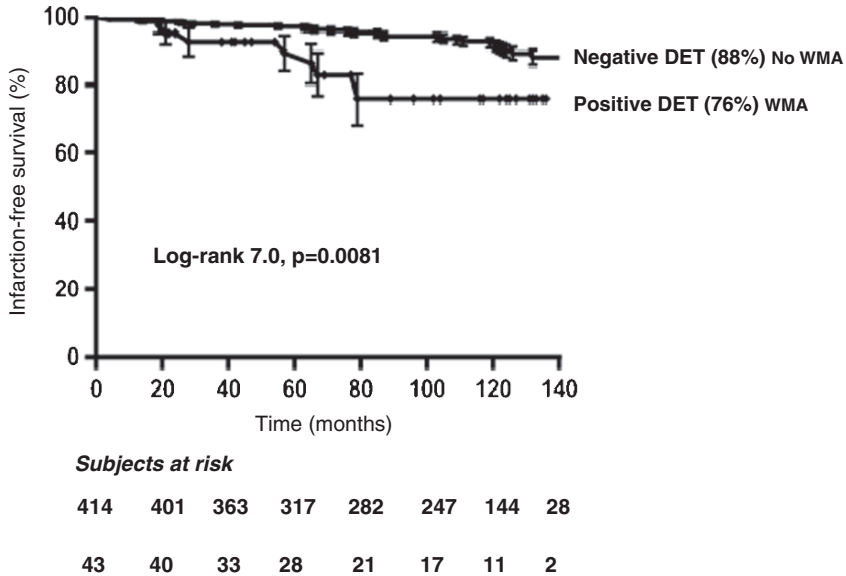 Infarction-free survival (%)
100
80
60
40
20
0
Negative DET (88%) No WMA
Positive DET (76%) WMA
Log-rank 7.0, p=0.0081
0 20 40 60 80 100 120 140
Time (months)
Subjects at risk
414 401 363 317 282 247 144 28
43 40 33 28 21 17 11 2